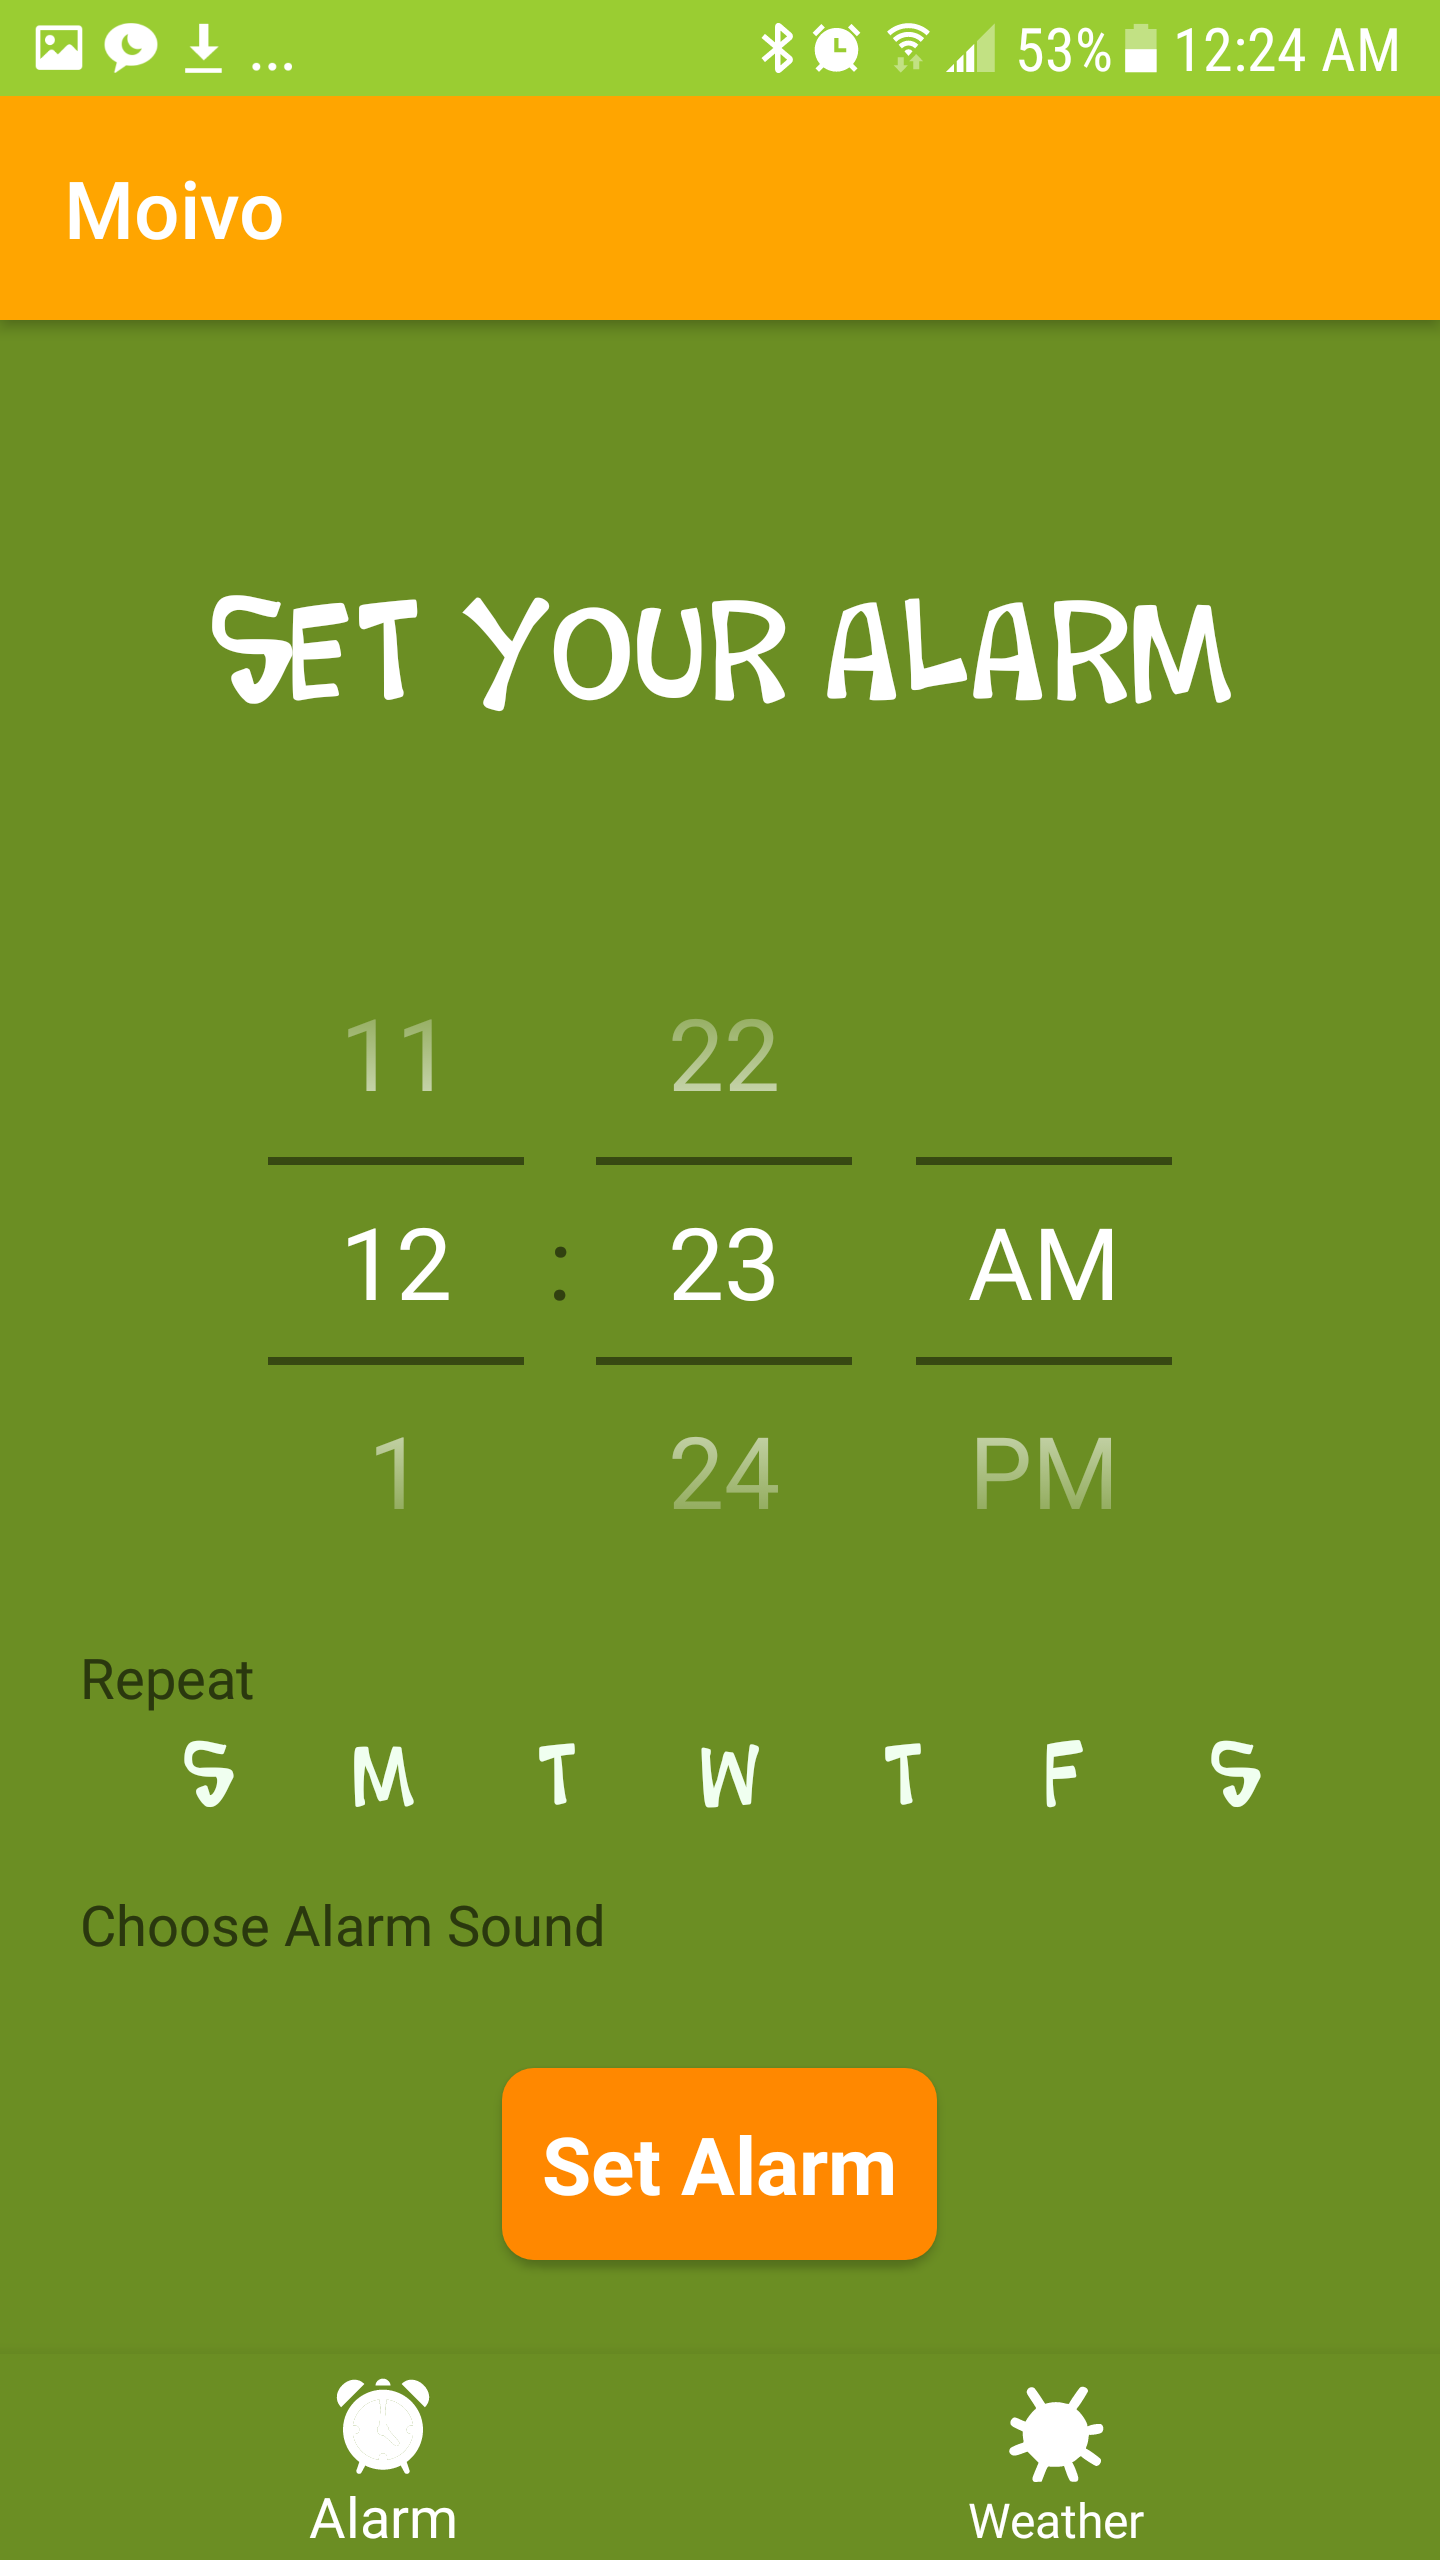 ... 53% 12:24 AM
Moivo
SET YOUR ALARM
11 22
12 : 23 AM
1 24 PM
Repeat
S M T W T F S
Choose Alarm Sound
Set Alarm
Alarm Weather